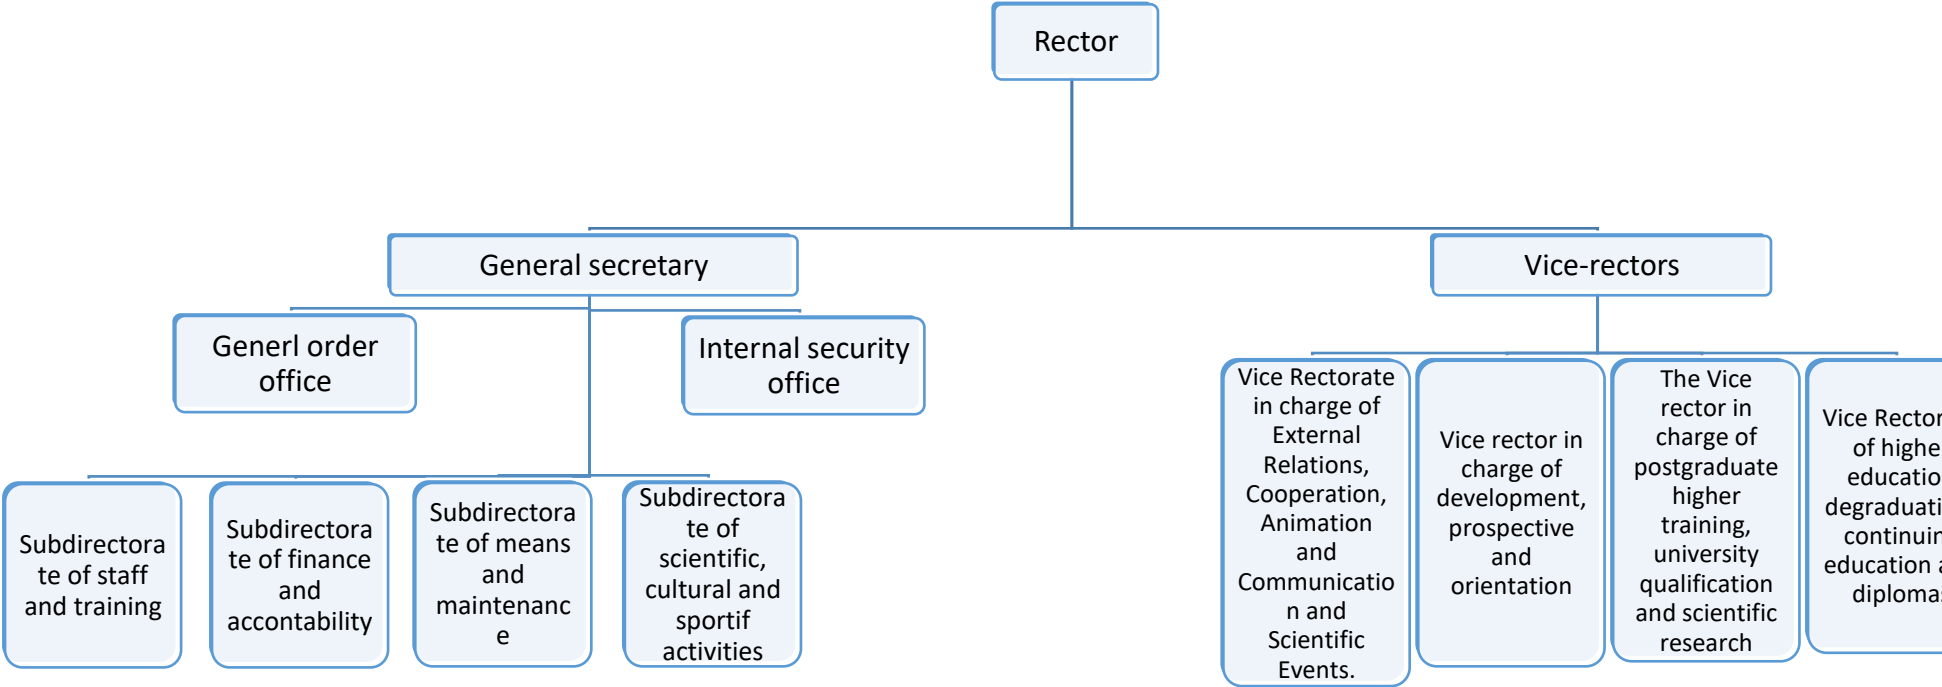 Rector
General secretary
Vice-rectors
Generl order
office
Internal security
office
Subdirectora
te of staff
and training
Subdirectora
te of finance
and
accontability
Subdirectora
te of means
and
maintenanc
e
Subdirectora
te of
scientific,
cultural and
sportif
activities
Vice Rectorate
in charge of
External
Relations,
Cooperation,
Animation
and
Communicatio
n and
Scientific
Events.
Vice rector in
charge of
development,
prospective
and
orientation
The Vice
rector in
charge of
postgraduate
higher
training,
university
qualification
and scientific
research
Vice
of
education